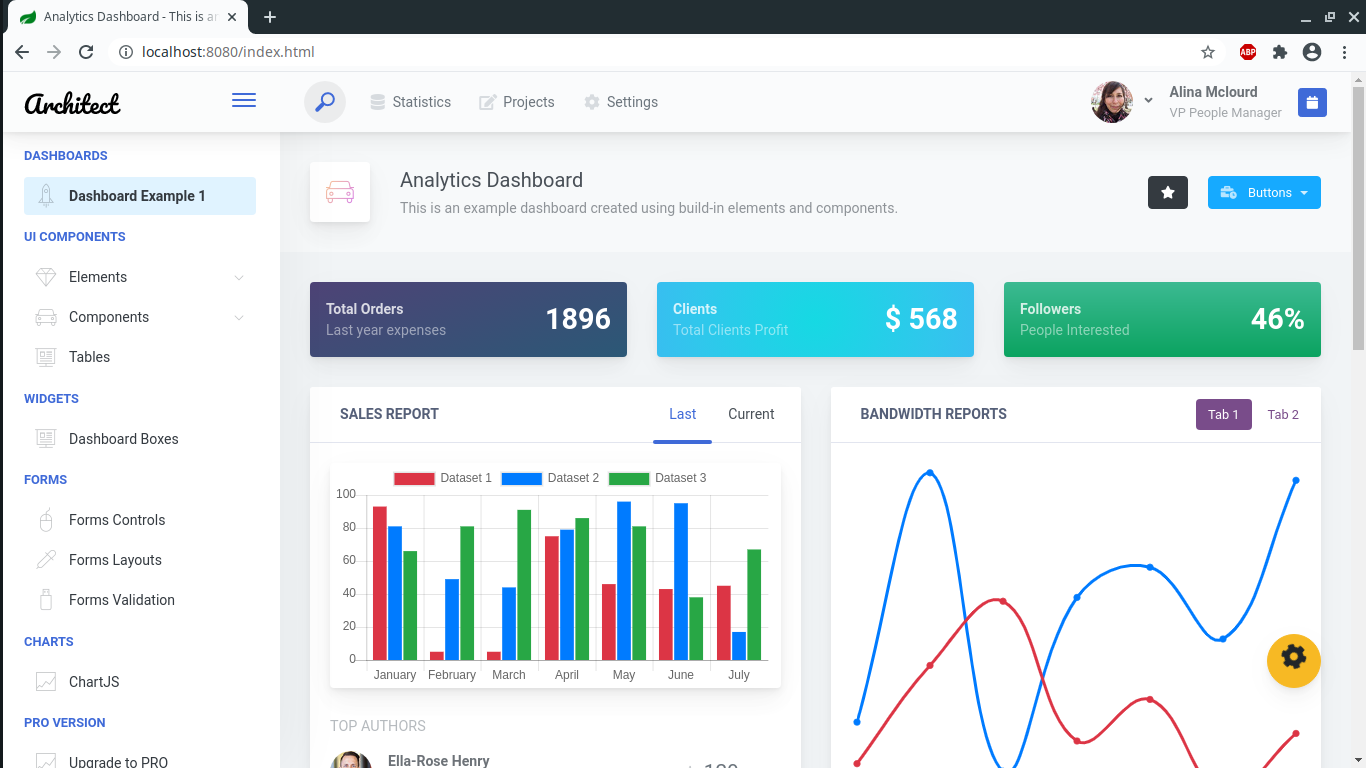 Analytics Dashboard - This is an
localhost:8080/index.html
ABP
Architect
Statistics
Projects
Settings
Alina Mclourd
VP People Manager
DASHBOARDS
Dashboard Example 1
UI COMPONENTS
Elements
Components
Tables
WIDGETS
Dashboard Boxes
FORMS
Forms Controls
Forms Layouts
Forms Validation
CHARTS
ChartJS
PRO VERSION
Upgrade to PRO
Analytics Dashboard
This is an example dashboard created using build-in elements and components.
Buttons
Total Orders
Last year expenses
1896
Clients
Total Clients Profit
$ 568
Followers
People Interested
46%
SALES REPORT
Last
Current
Dataset 1
Dataset 2
Dataset 3
100
80
60
40
20
0
January
February
March
April
May
June
July
TOP AUTHORS
Ella-Rose Henry
BANDWIDTH REPORTS
Tab 1
Tab 2